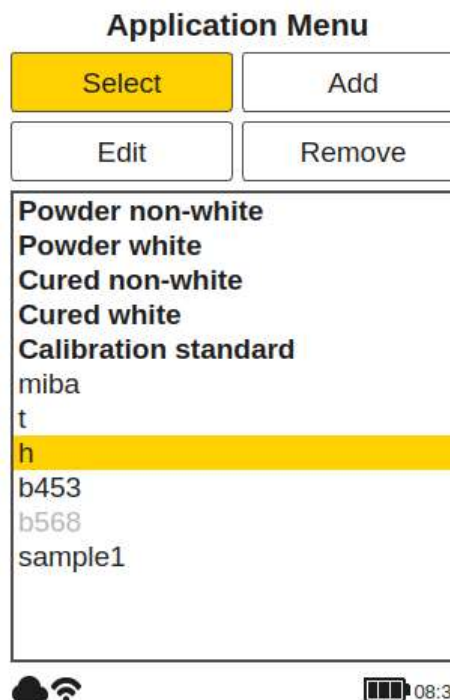 Application Menu
Select Add
Edit Remove
Powder non-white
Powder white
Cured non-white
Cured white
Calibration standard
miba
t
h
b453
b568
sample1